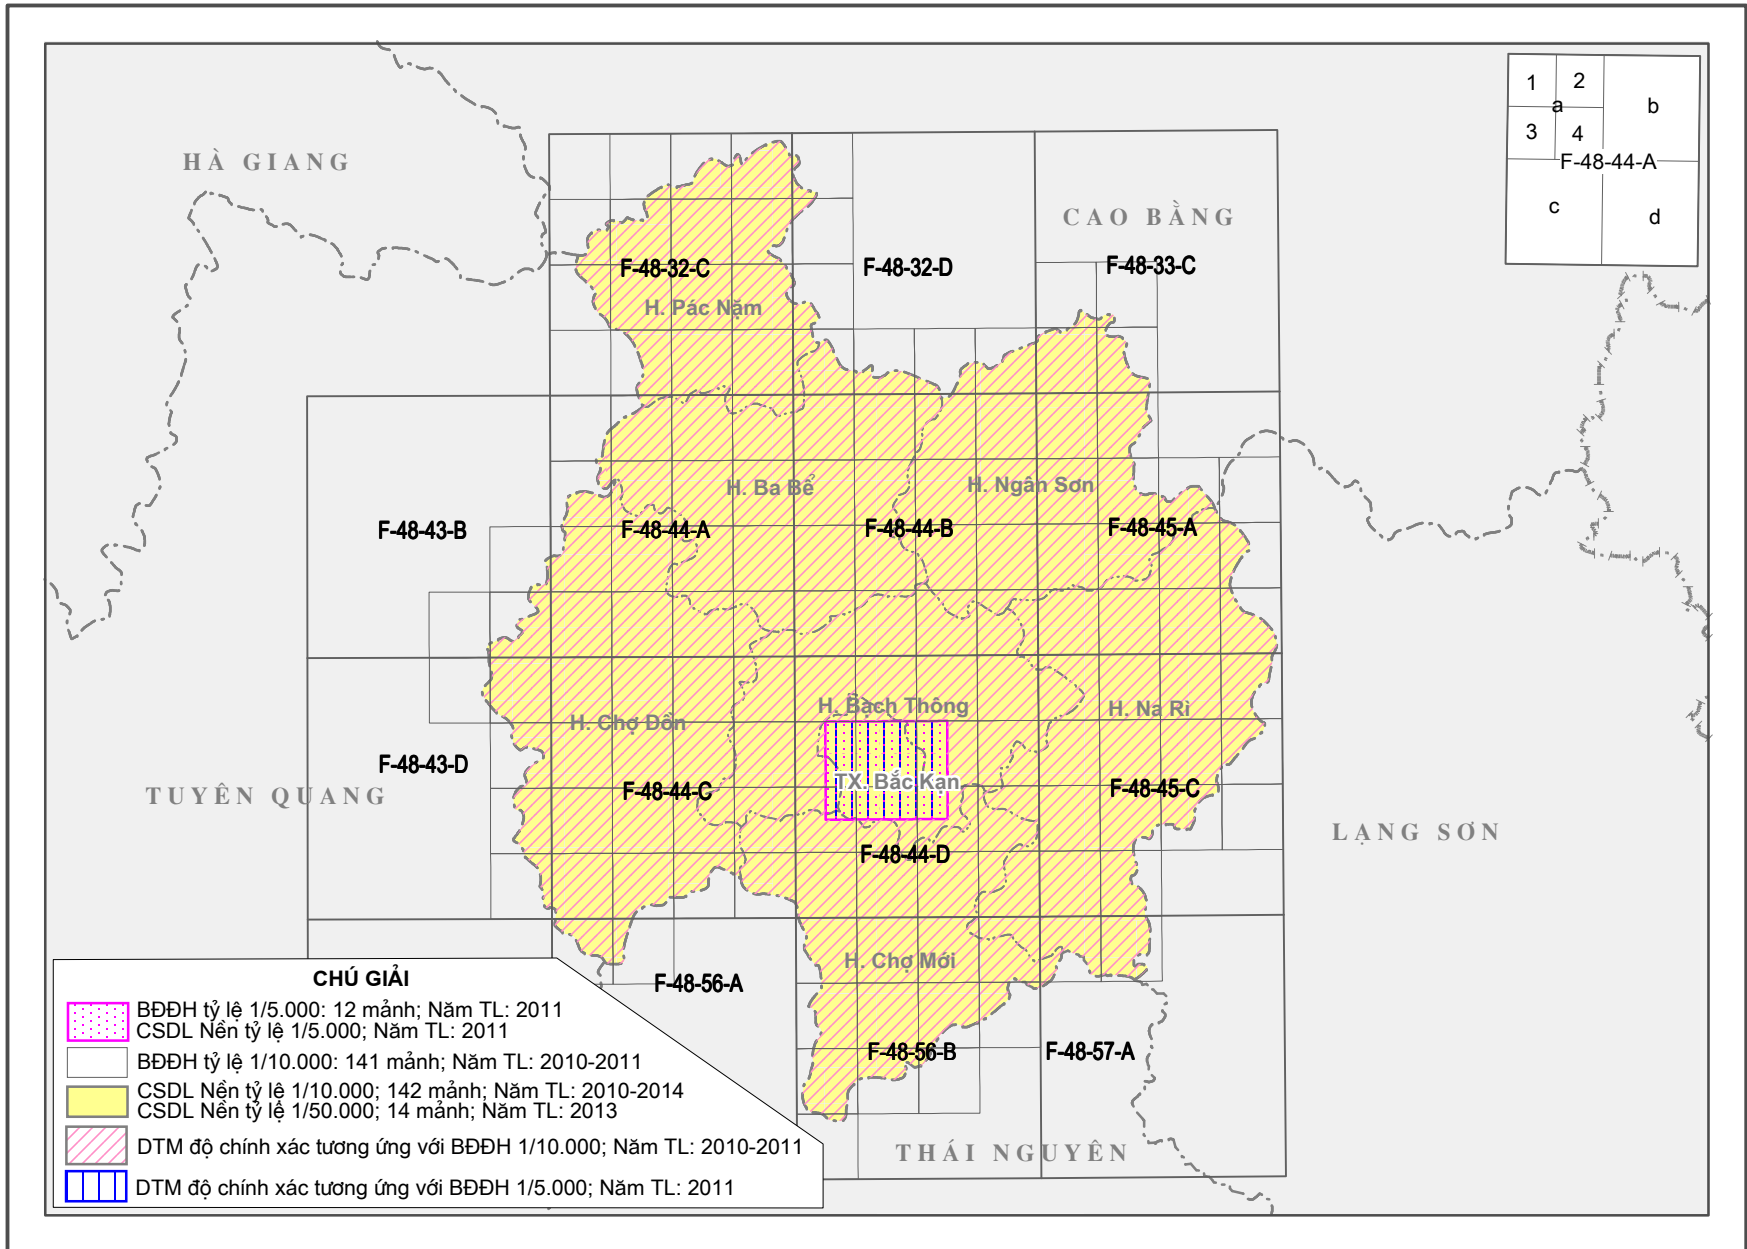 1
2
a
b
3
4
F-48-44-A
c
d
HÀ GIANG
CAO BẰNG
F-48-32-C
F-48-32-D
F-48-33-C
H. Pác Nặm
H. Ba Bể
H. Ngân Sơn
F-48-43-B
F-48-44-A
F-48-44-B
F-48-45-A
H. Bạch Thông
H. Chợ Đồn
H. Na Rì
F-48-43-D
TX. Bắc Kạn
F-48-44-C
F-48-45-C
TUYÊN QUANG
LẠNG SƠN
F-48-44-D
H. Chợ Mới
F-48-56-A
F-48-56-B
F-48-57-A
THÁI NGUYÊN
CHÚ GIẢI
BĐĐH tỷ lệ 1/5.000: 12 mảnh; Năm TL: 2011
CSDL Nền tỷ lệ 1/5.000; Năm TL: 2011
BĐĐH tỷ lệ 1/10.000: 141 mảnh; Năm TL: 2010-2011
CSDL Nền tỷ lệ 1/10.000; 142 mảnh; Năm TL: 2010-2014
CSDL Nền tỷ lệ 1/50.000; 14 mảnh; Năm TL: 2013
DTM độ chính xác tương ứng với BĐĐH 1/10.000; Năm TL: 2010-2011
DTM độ chính xác tương ứng với BĐĐH 1/5.000; Năm TL: 2011